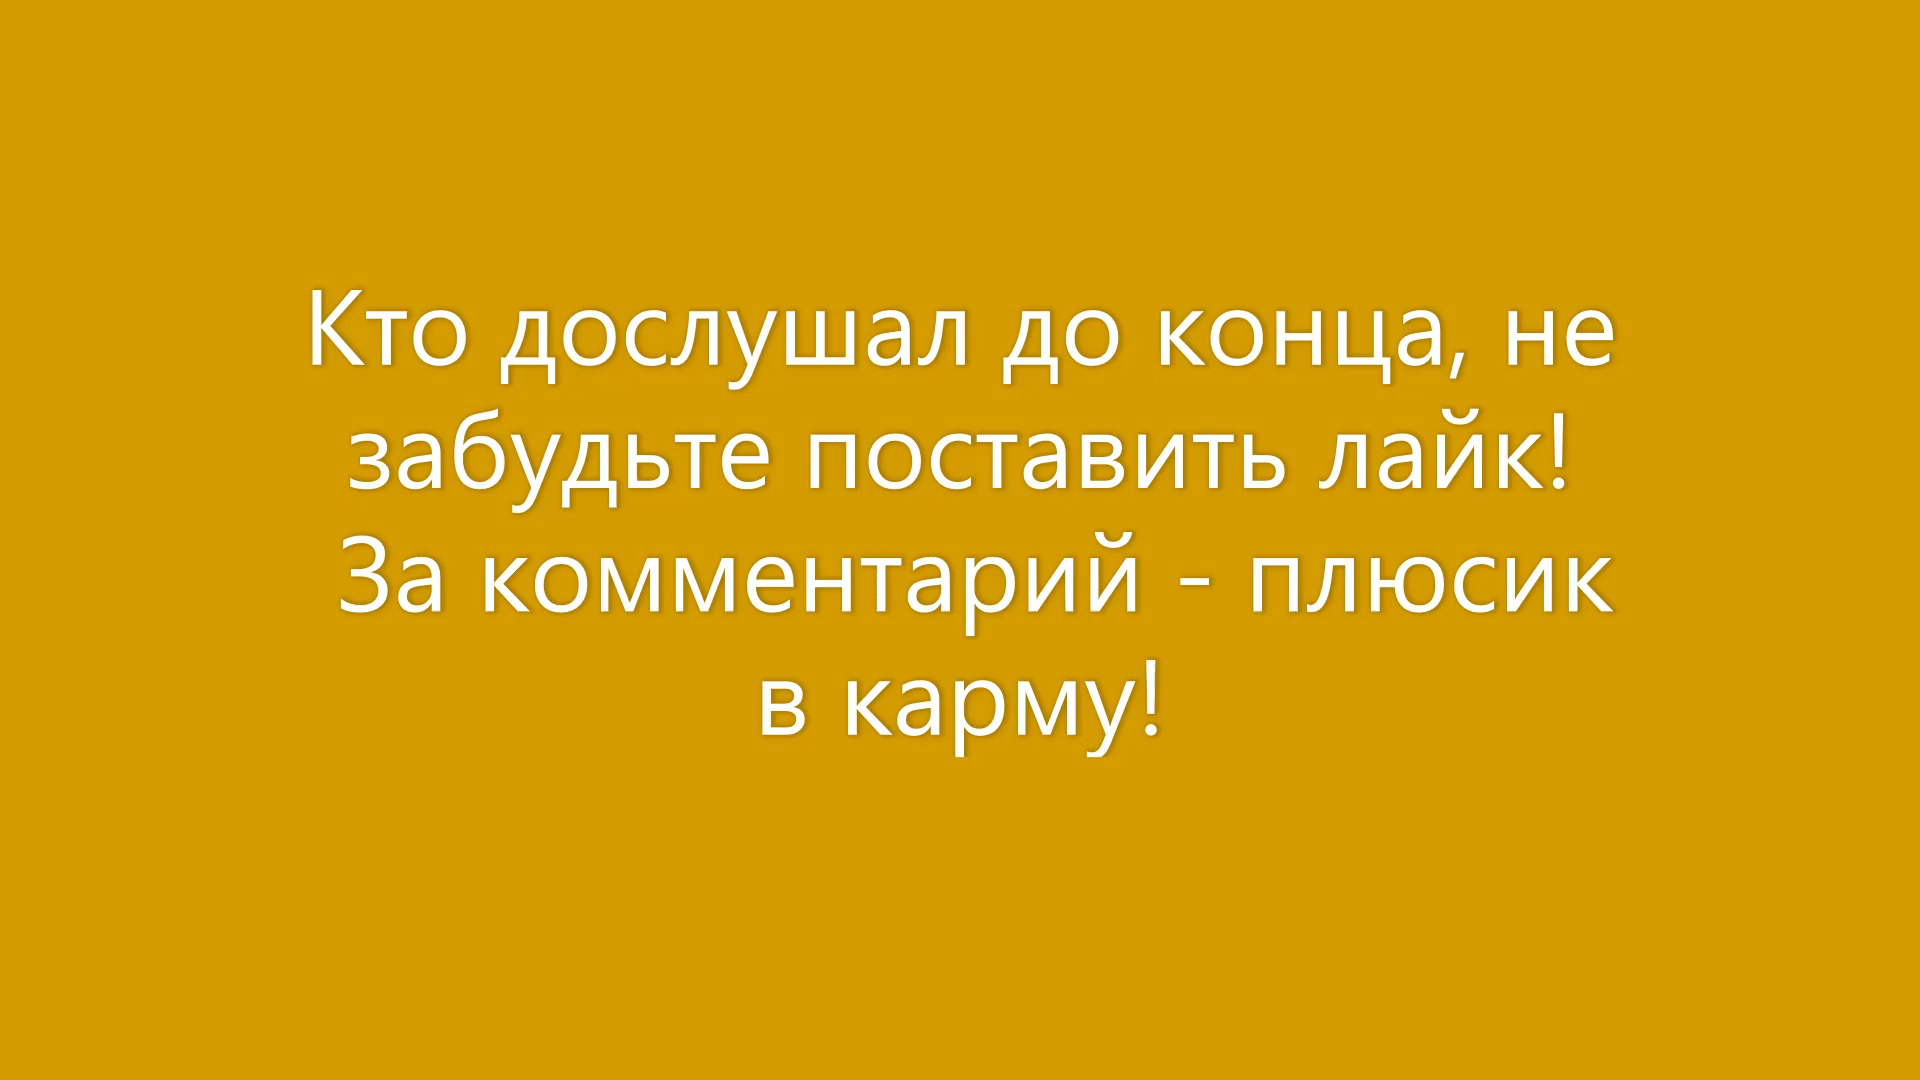 Кто дослушал до конца, не
забудьте поставить лайк!
За комментарий - плюсик
в карму!